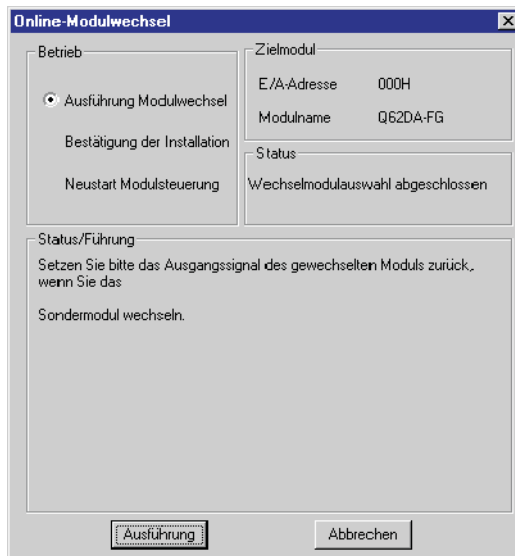 Online-Modulwechsel
Betrieb
Ausführung Modulwechsel
Bestätigung der Installation
Neustart Modulsteuerung
Zielmodul
E/A-Adresse 000H
Modulname Q62DA-FG
Status
Wechselmodulauswahl abgeschlossen
Status/Führung
Setzen Sie bitte das Ausgangssignal des gewechselten Moduls zurück,
wenn Sie das
Sondermodul wechseln.
Ausführung
Abbrechen